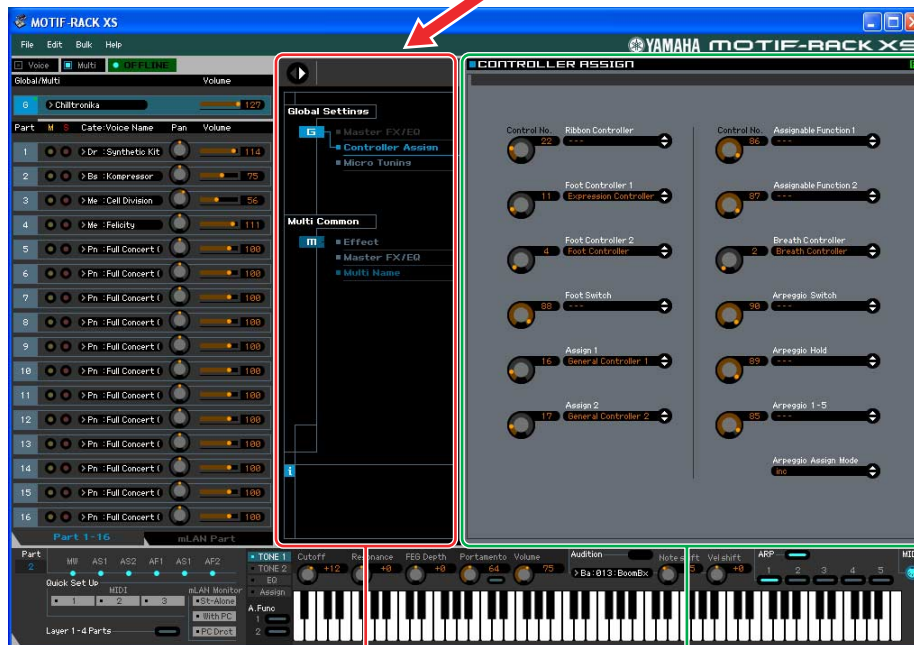 MOTIF-RACK XS
File Edit Bulk Help
YAMAHA MOTIF-RACK XS
Voice Multi OFFLINE
Global/Multi Volume
G Chilltronika 127
Part M S Cate:Voice Name Pan Volume
1 Dr :Synthetic Kit 114
2 Bs :Kompressor 75
3 Me :Cell Division 56
4 Me :Felicity 111
5 Pn :Full Concert ( 100
6 Pn :Full Concert ( 100
7 Pn :Full Concert ( 100
8 Pn :Full Concert ( 100
9 Pn :Full Concert ( 100
10 Pn :Full Concert ( 100
11 Pn :Full Concert ( 100
12 Pn :Full Concert ( 100
13 Pn :Full Concert ( 100
14 Pn :Full Concert ( 100
15 Pn :Full Concert ( 100
16 Pn :Full Concert ( 100
Part 1-16 mLAN Part
Global Settings
G Master FX/EQ
Controller Assign
Micro Tuning
Multi Common
m Effect
Master FX/EQ
Multi Name
i
CONTROLLER ASSIGN
Control No. Ribbon Controller
22 ---
Foot Controller 1
11 Expression Controller
Foot Controller 2
4 Foot Controller
Foot Switch
88 ---
Assign 1
16 General Controller 1
Assign 2
17 General Controller 2
Control No. Assignable Function1
86 ---
Assignable Function 2
87 ---
Breath Controller
2 Breath Controller
Arpeggio Switch
90 ---
Arpeggio Hold
89 ---
Arpeggio 1-5
85 ---
Arpeggio Assign Mode
inc
Part
2
MW AS1 AS2 AF1 AS1 AF2
Quick Set Up
MIDI mLAN Monitor
1 2 3 St-Alone
With PC
PC Drct
Layer 1-4 Parts
TONE 1
TONE 2
EQ
Assign
A.Func
1
2
Cutoff Resonance FEG Depth Portamento Volume
+12 +0 +0 64 75
Audition
Ba:013:BoomBx
Note shift Vel shift
5 +0
ARP
1 2 3 4 5